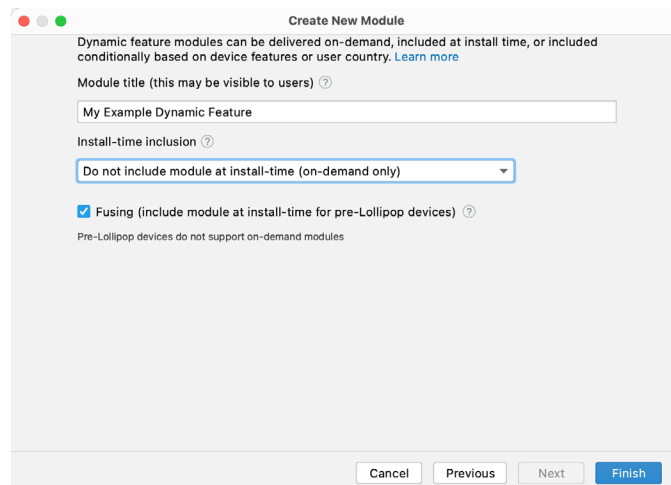 Create New Module
Dynamic feature modules can be delivered on-demand, included at install time, or included
conditionally based on device features or user country. Learn more
Module title (this may be visible to users) ?
My Example Dynamic Feature
Install-time inclusion ?
Do not include module at install-time (on-demand only)
Fusing (include module at install-time for pre-Lollipop devices) ?
Pre-Lollipop devices do not support on-demand modules
Cancel Previous Next Finish